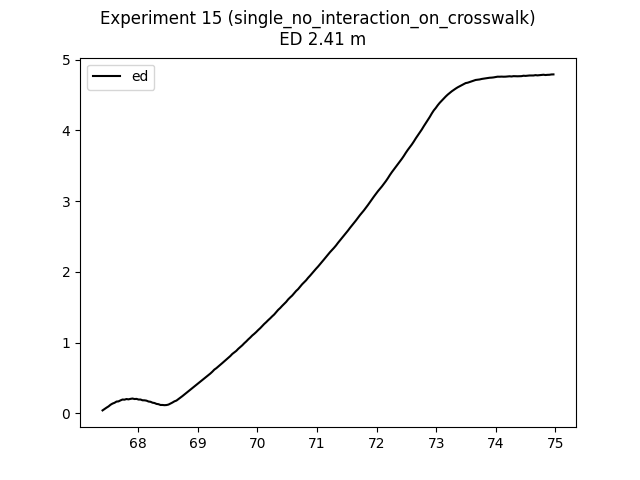 Experiment 15 (single_no_interaction_on_crosswalk)
ED 2.41 m
ed
5
4
3
2
1
0
68 69 70 71 72 73 74 75